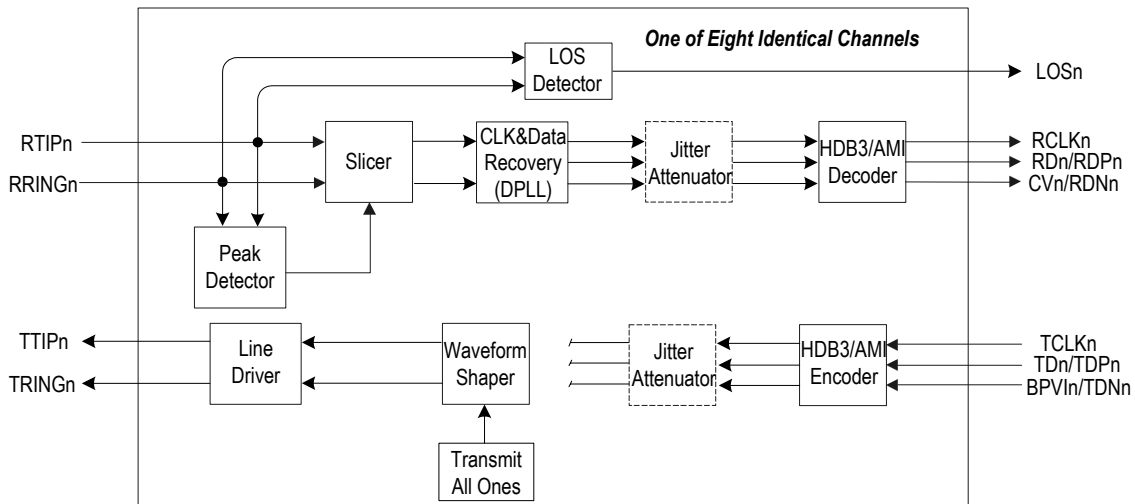 One of Eight Identical Channels
LOS
Detector
LOSn
RTIPn
RRINGn
Slicer
CLK&Data
Recovery
(DPLL)
Jitter
Attenuator
HDB3/AMI
Decoder
RCLKn
RDn/RDPn
CVn/RDNn
Peak
Detector
TTIPn
TRINGn
Line
Driver
Waveform
Shaper
Jitter
Attenuator
HDB3/AMI
Encoder
TCLKn
TDn/TDPn
BPVIn/TDNn
Transmit
All Ones